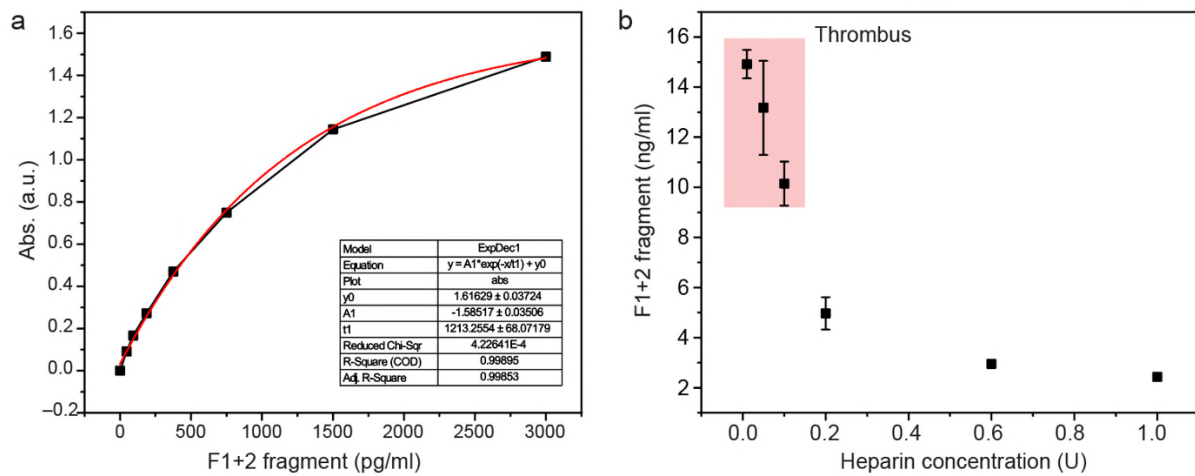 a
1.6
1.4
1.2
1.0
0.8
0.6
0.4
0.2
0.0
−0.2
Abs. (a.u.)
0 500 1000 1500 2000 2500 3000
F1+2 fragment (pg/ml)
Model ExpDec1
Equation y = A1*exp(-x/t1) + y0
Plot abs
y0 1.61629 ± 0.03724
A1 -1.58517 ± 0.03506
t1 1213.2554 ± 68.07179
Reduced Chi-Sqr 4.22641E-4
R-Square (COD) 0.99895
Adj. R-Square 0.99853
b
Thrombus
16
14
12
10
8
6
4
2
F1+2 fragment (ng/ml)
0.0 0.2 0.4 0.6 0.8 1.0
Heparin concentration (U)